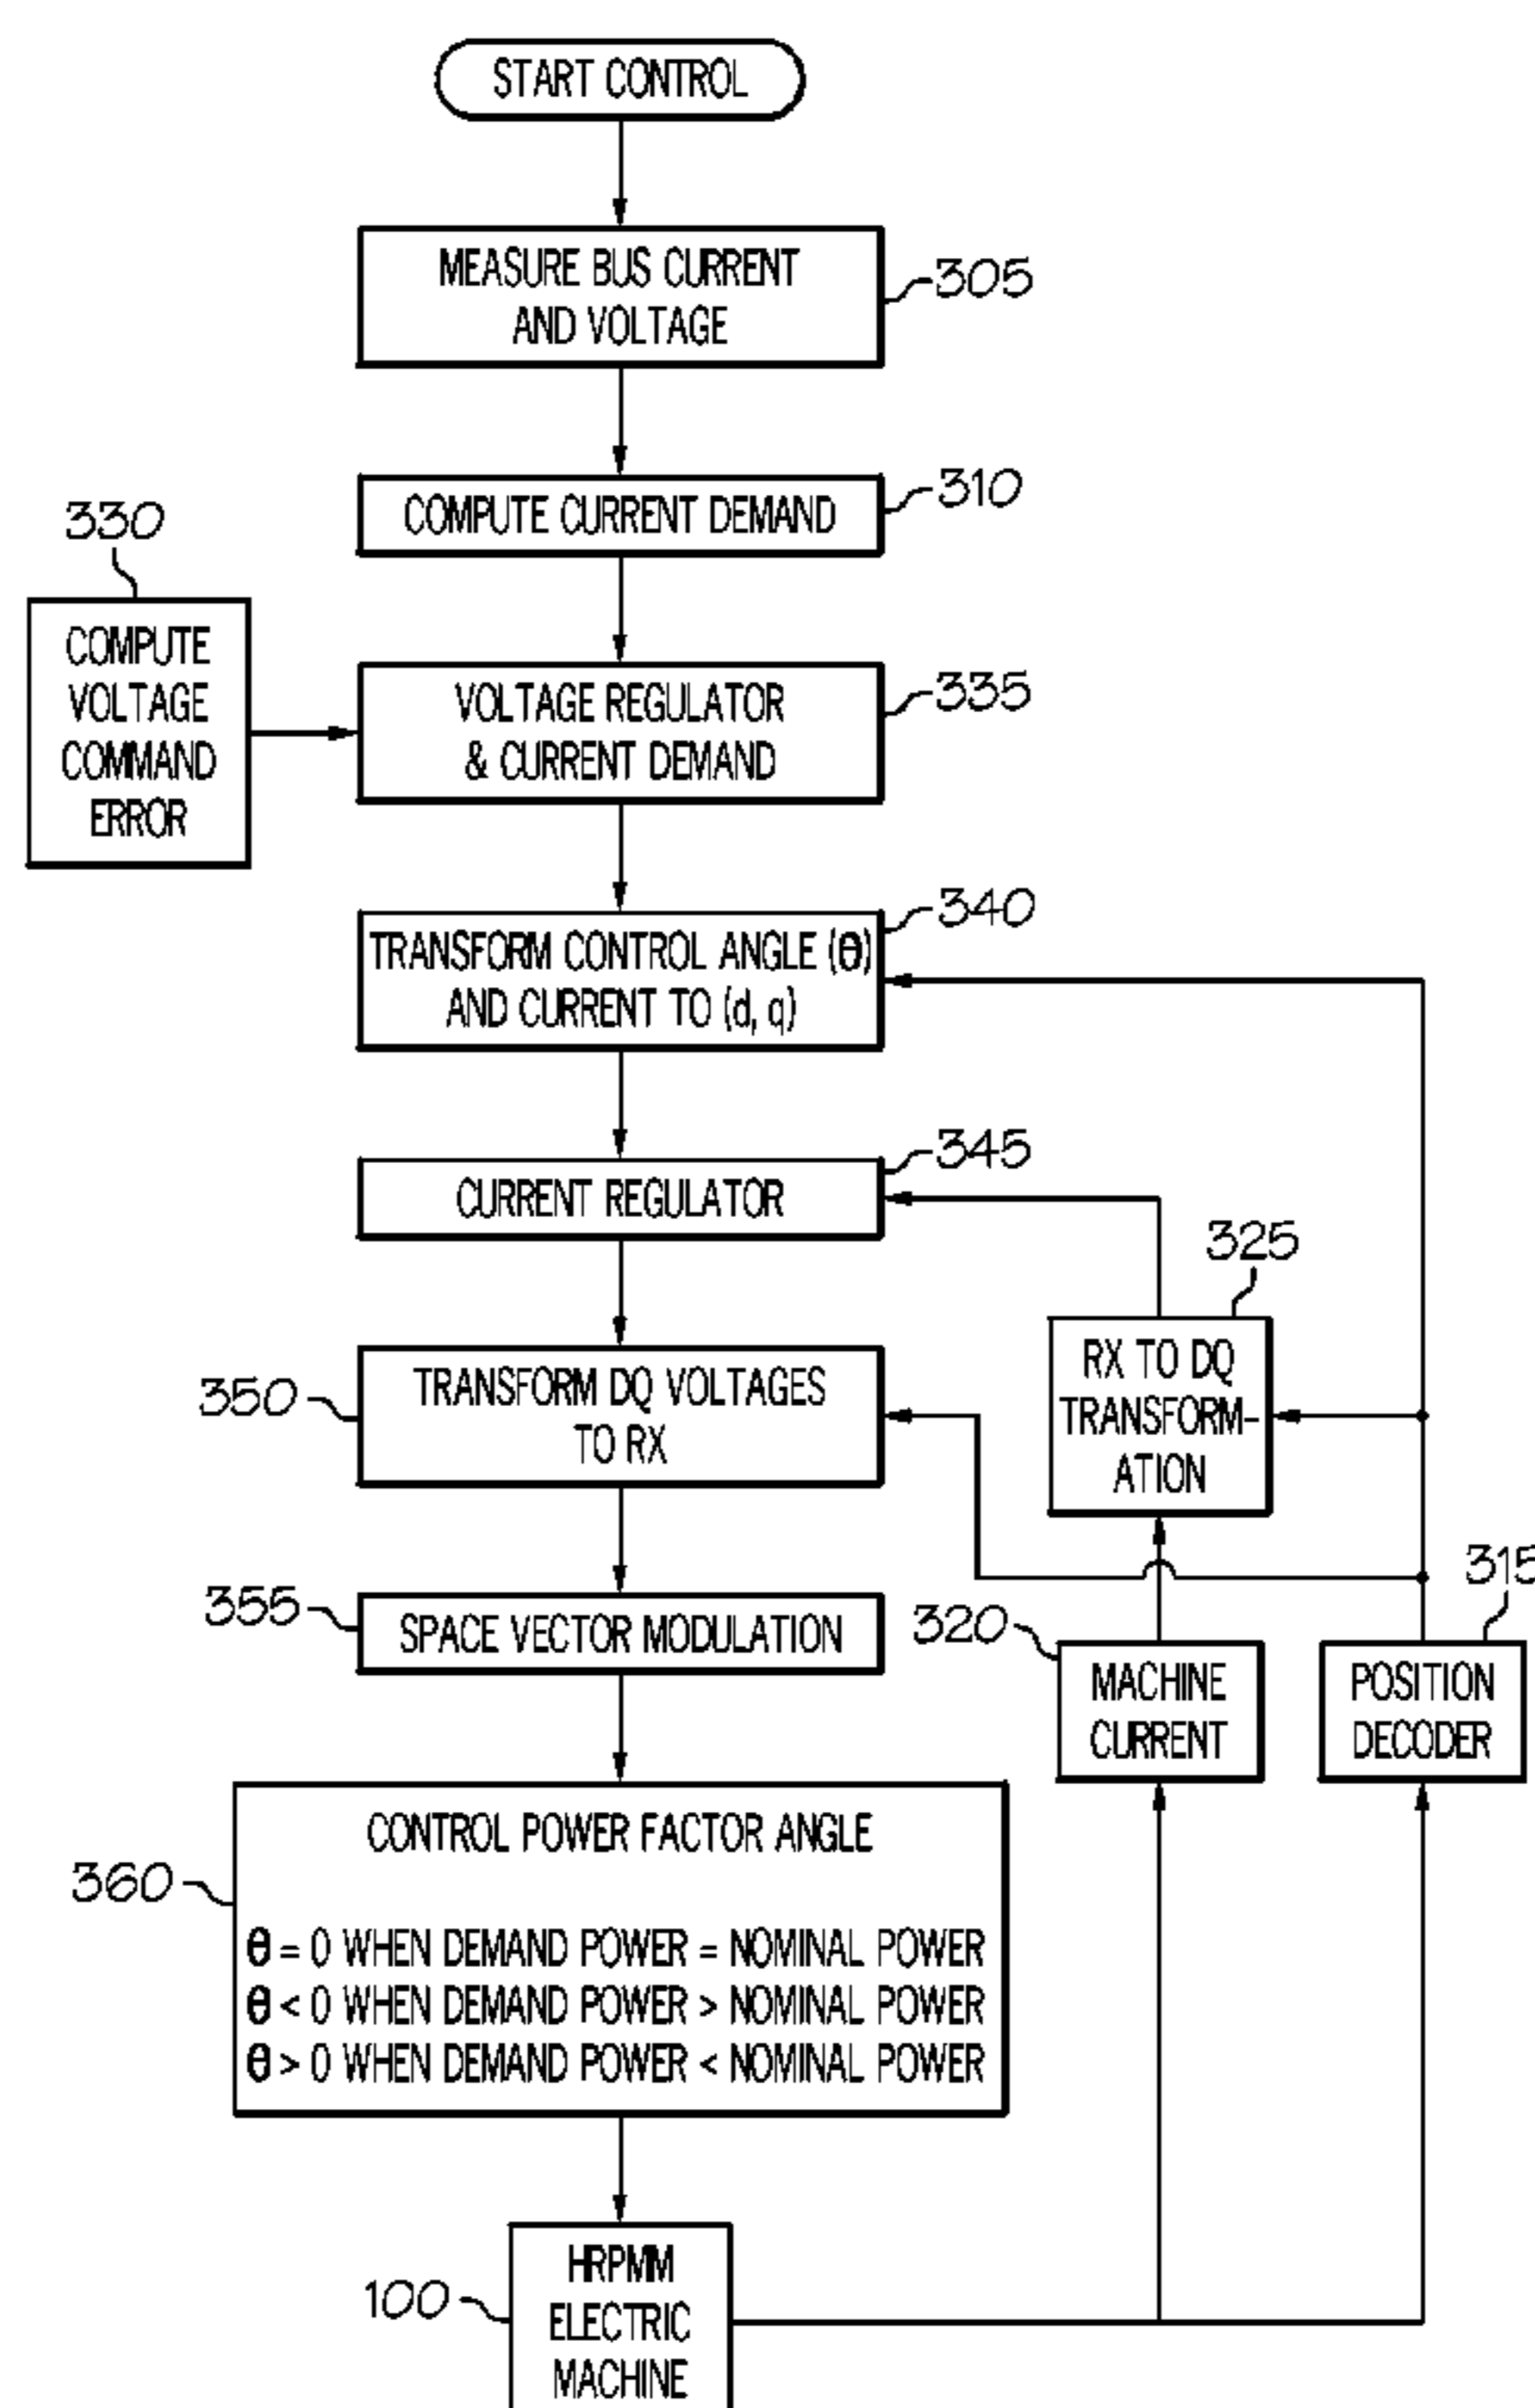 START CONTROL
MEASURE BUS CURRENT
AND VOLTAGE
305
COMPUTE CURRENT DEMAND
310
330
COMPUTE
VOLTAGE
COMMAND
ERROR
VOLTAGE REGULATOR
& CURRENT DEMAND
335
TRANSFORM CONTROL ANGLE (θ)
AND CURRENT TO (d, q)
340
CURRENT REGULATOR
345
325
RX TO DQ
TRANSFORM-
ATION
350
TRANSFORM DQ VOLTAGES
TO RX
355
SPACE VECTOR MODULATION
320
MACHINE
CURRENT
315
POSITION
DECODER
360
CONTROL POWER FACTOR ANGLE
θ = 0 WHEN DEMAND POWER = NOMINAL POWER
θ < 0 WHEN DEMAND POWER > NOMINAL POWER
θ > 0 WHEN DEMAND POWER < NOMINAL POWER
100
HRPMM
ELECTRIC
MACHINE